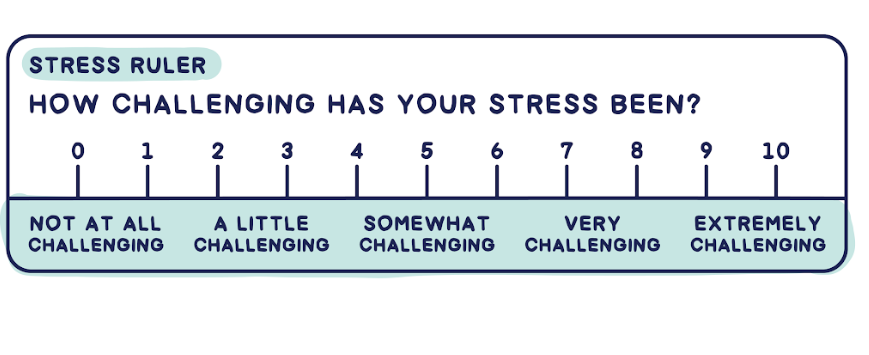 STRESS RULER
HOW CHALLENGING HAS YOUR STRESS BEEN?
0 1 2 3 4 5 6 7 8 9 10
NOT AT ALL CHALLENGING
A LITTLE CHALLENGING
SOMEWHAT CHALLENGING
VERY CHALLENGING
EXTREMELY CHALLENGING